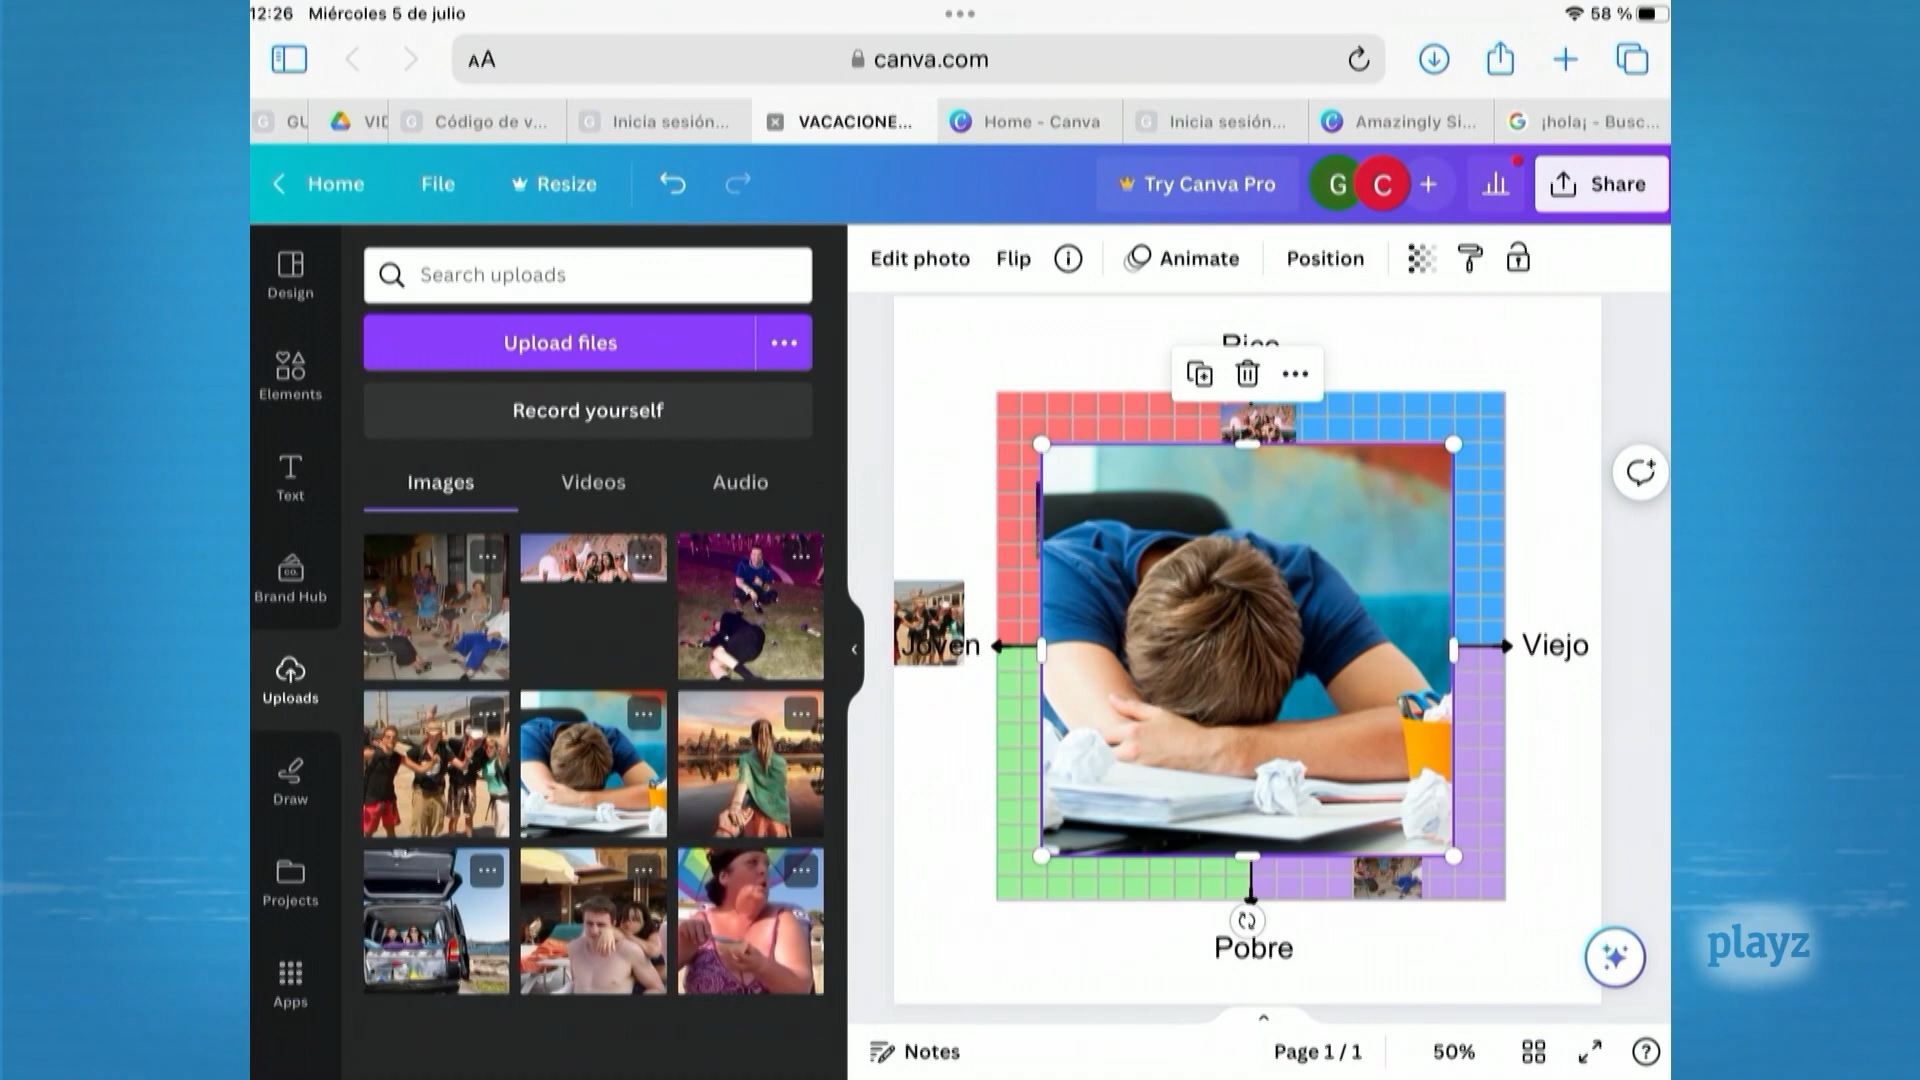 12:26 Miércoles 5 de julio
58 %
AA
canva.com
GU
VID
Código de v...
Inicia sesión...
VACACIONE...
Home - Canva
Inicia sesión...
Amazingly Si...
¡hola¡ - Busc...
Home
File
Resize
Try Canva Pro
G
C
Share
Design
Elements
Text
Brand Hub
Uploads
Draw
Projects
Apps
Search uploads
Upload files
Record yourself
Images
Videos
Audio
Edit photo
Flip
Animate
Position
Rico
Joven
Viejo
Pobre
playz
Notes
Page 1 / 1
50%